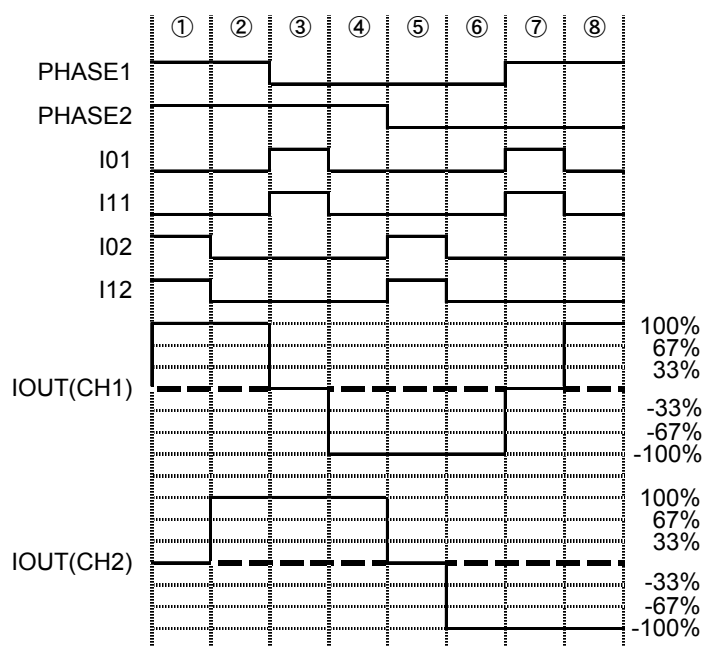 ① ② ③ ④ ⑤ ⑥ ⑦ ⑧
PHASE1
PHASE2
I01
I11
I02
I12
IOUT(CH1)
100%
67%
33%
-33%
-67%
-100%
IOUT(CH2)
100%
67%
33%
-33%
-67%
-100%